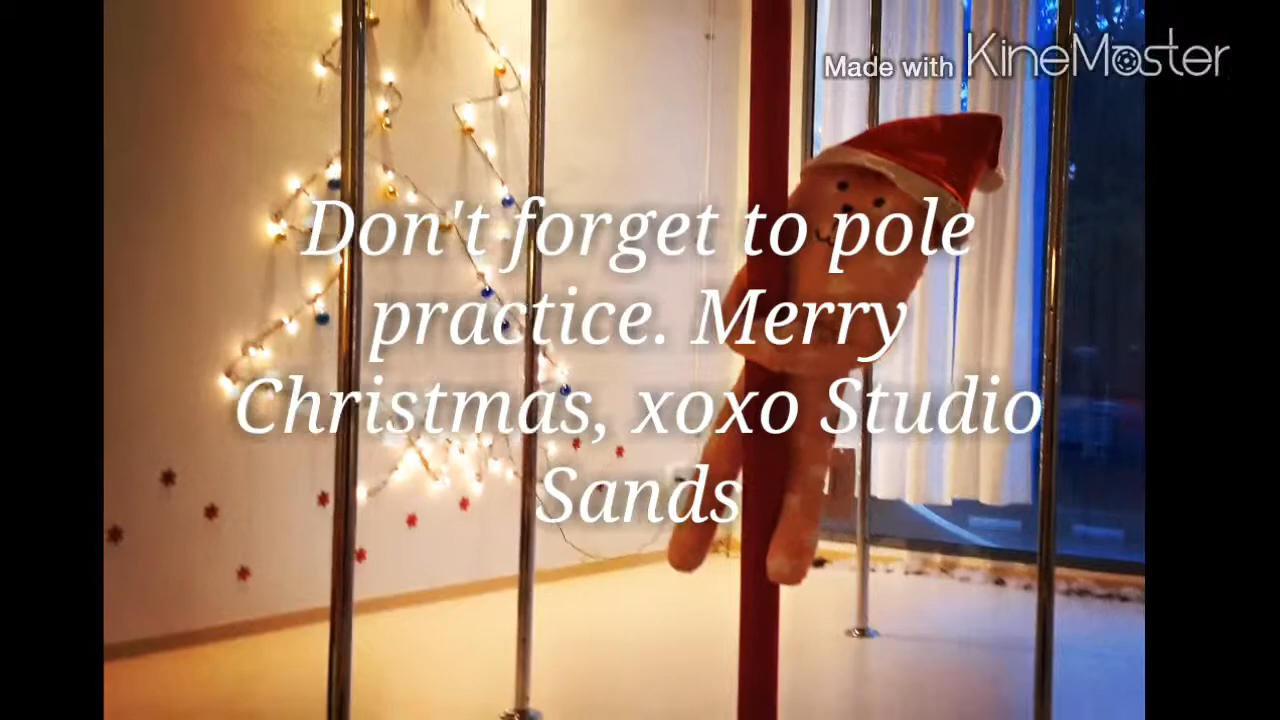 Made with KineMaster
Don't forget to pole
practice. Merry
Christmas, xoxo Studio
Sands